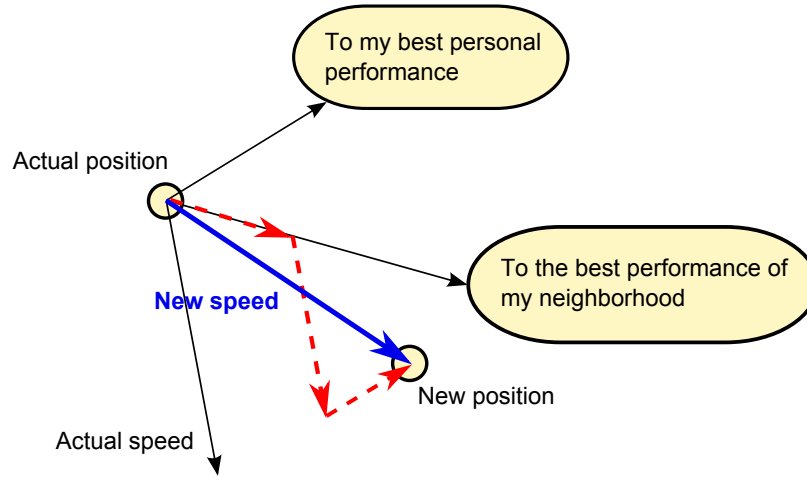 To my best personal
performance
Actual position
To the best performance of
my neighborhood
New speed
New position
Actual speed